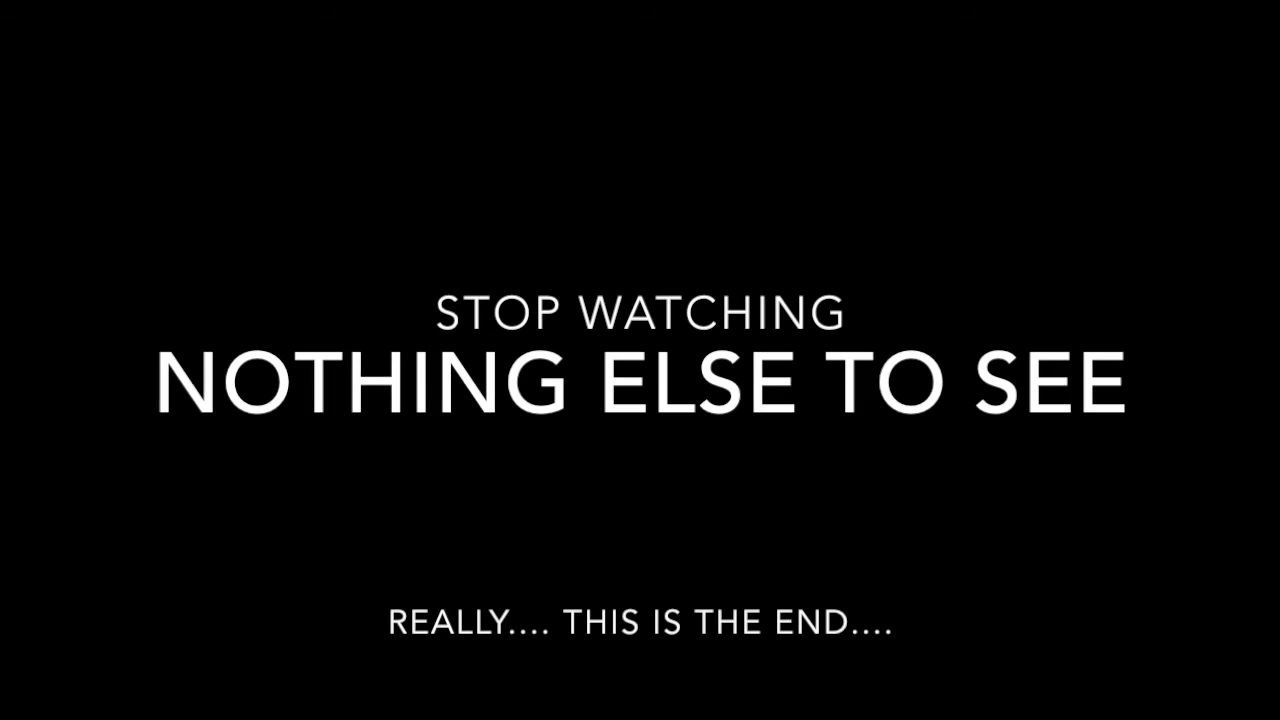 STOP WATCHING
NOTHING ELSE TO SEE
REALLY.... THIS IS THE END....